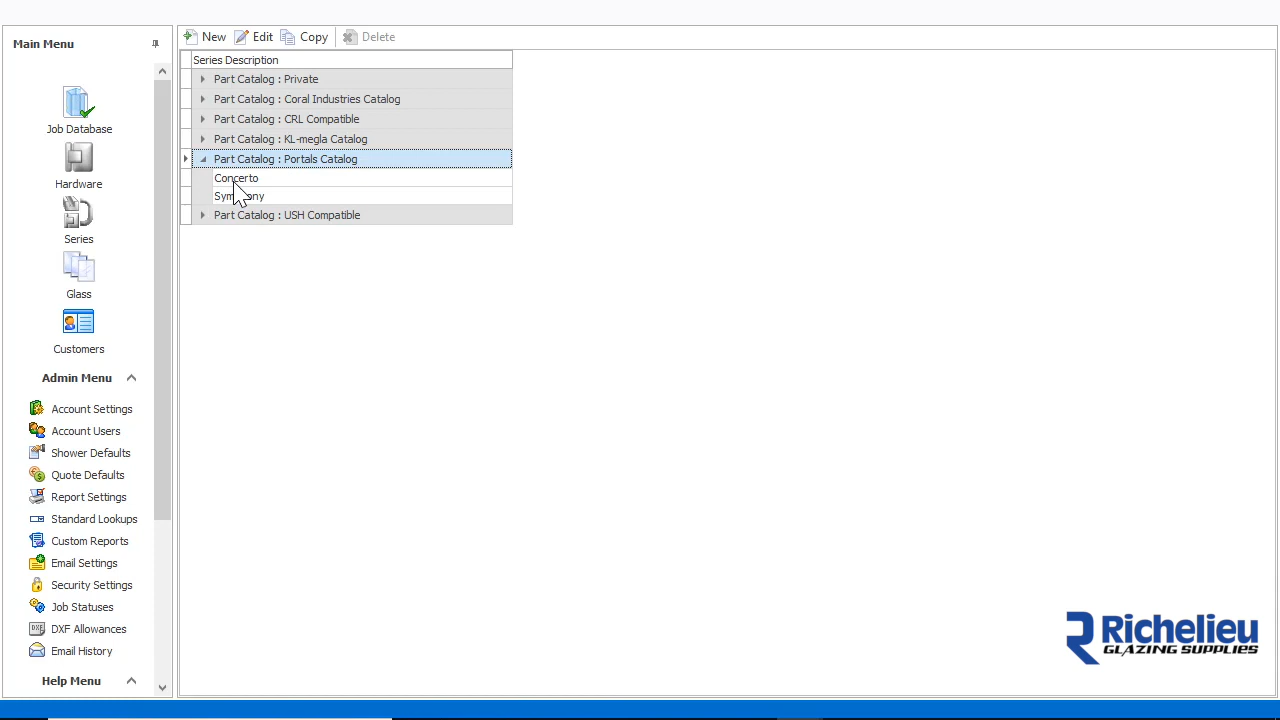 Main Menu
Job Database
Hardware
Series
Glass
Customers
Admin Menu
Account Settings
Account Users
Shower Defaults
Quote Defaults
Report Settings
Standard Lookups
Custom Reports
Email Settings
Security Settings
Job Statuses
DXF DXF Allowances
Email History
Help Menu
New Edit Copy Delete
Series Description
Part Catalog : Private
Part Catalog : Coral Industries Catalog
Part Catalog : CRL Compatible
Part Catalog : KL-megla Catalog
Part Catalog : Portals Catalog
Concerto
Symphony
Part Catalog : USH Compatible
Richelieu
GLAZING SUPPLIES